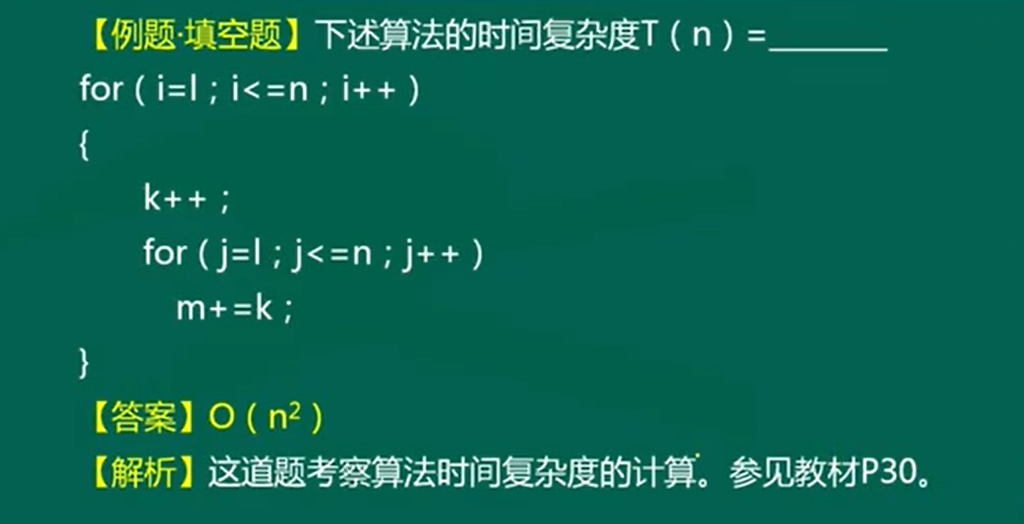 【例题·填空题】下述算法的时间复杂度T（n）=______
for（i=l；i<=n；i++）
{
k++；
for（j=l；j<=n；j++）
m+=k；
}
【答案】O（n²）
【解析】这道题考察算法时间复杂度的计算。参见教材P30。